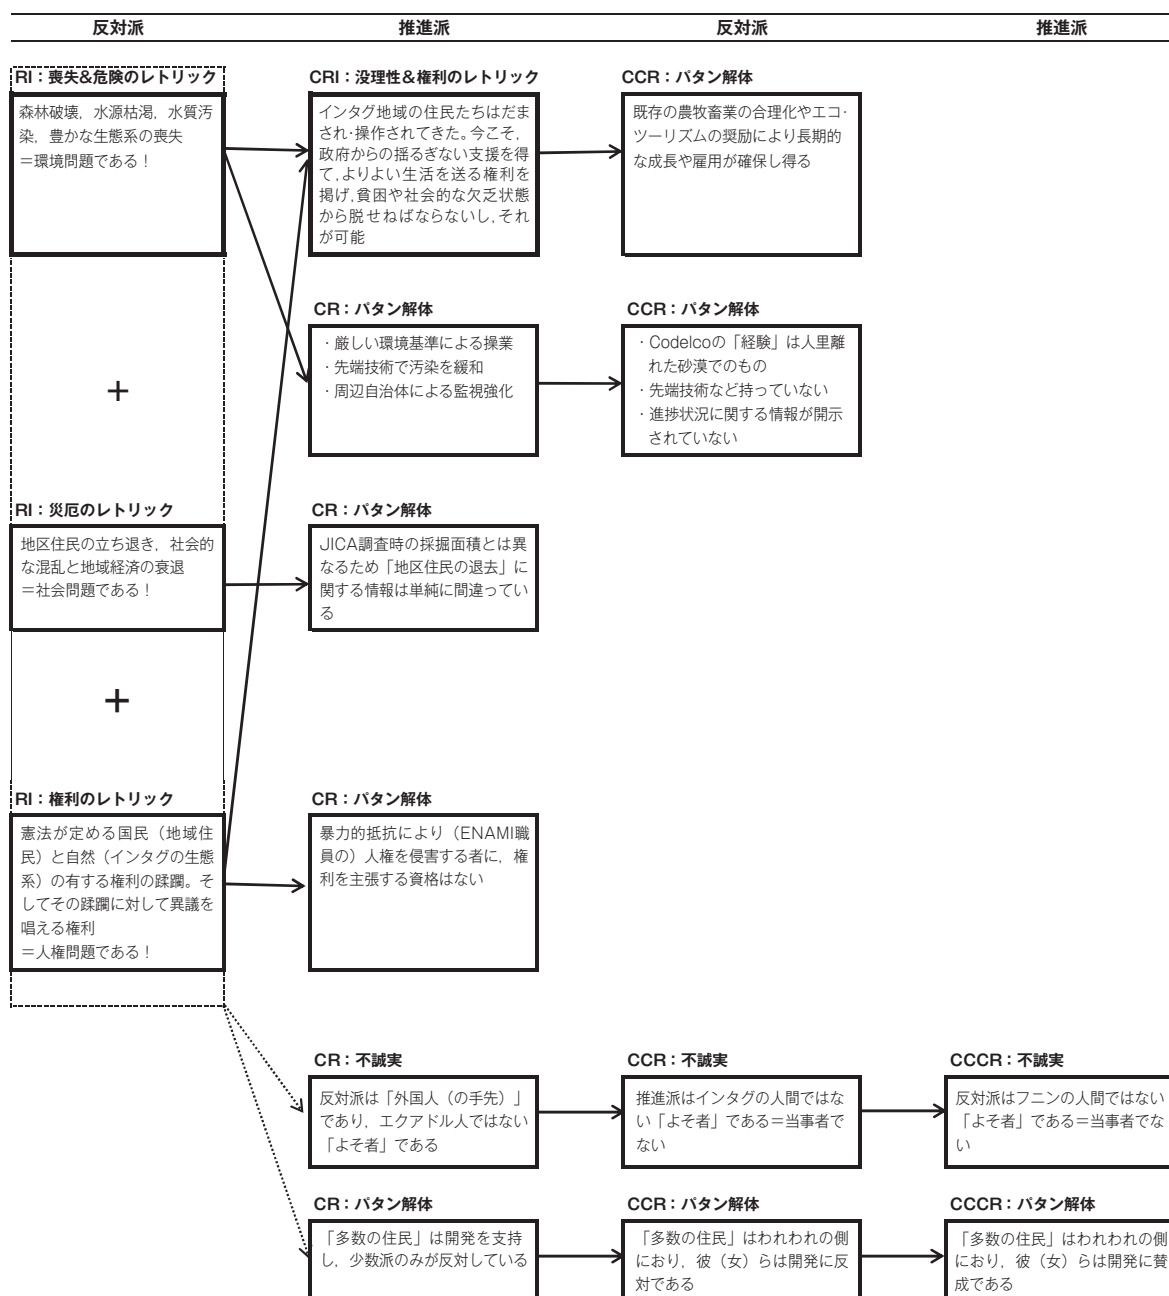 反対派
推進派
反対派
推進派
RI：喪失&危険のレトリック
森林破壊，水源枯渇，水質汚
染，豊かな生態系の喪失
＝環境問題である！
CRI：没理性&権利のレトリック
インタグ地域の住民たちはだま
され・操作されてきた。今こそ，
政府からの揺るぎない支援を得
て，よりよい生活を送る権利を
掲げ，貧困や社会的な欠乏状態
から脱せねばならないし，それ
が可能
CCR：パタン解体
既存の農牧畜業の合理化やエコ・
ツーリズムの奨励により長期的
な成長や雇用が確保し得る
CR：パタン解体
・厳しい環境基準による操業
・先端技術で汚染を緩和
・周辺自治体による監視強化
CCR：パタン解体
・Codelcoの「経験」は人里離
れた砂漠でのもの
・先端技術など持っていない
・進捗状況に関する情報が開示
されていない
＋
RI：災厄のレトリック
地区住民の立ち退き，社会的
な混乱と地域経済の衰退
＝社会問題である！
CR：パタン解体
JICA調査時の採掘面積とは異
なるため「地区住民の退去」に
関する情報は単純に間違ってい
る
＋
RI：権利のレトリック
憲法が定める国民（地域住
民）と自然（インタグの生態
系）の有する権利の蹂躙。そ
してその蹂躙に対して異議を
唱える権利
＝人権問題である！
CR：パタン解体
暴力的抵抗により（ENAMI職
員の）人権を侵害する者に，権
利を主張する資格はない
CR：不誠実
反対派は「外国人（の手先）」
であり，エクアドル人ではない
「よそ者」である
CCR：不誠実
推進派はインタグの人間ではな
い「よそ者」である＝当事者で
ない
CCCR：不誠実
反対派はフニンの人間ではない
「よそ者」である＝当事者でな
い
CR：パタン解体
「多数の住民」は開発を支持
し，少数派のみが反対している
CCR：パタン解体
「多数の住民」はわれわれの側
におり，彼（女）らは開発に反
対である
CCCR：パタン解体
「多数の住民」はわれわれの側
におり，彼（女）らは開発に賛
成である